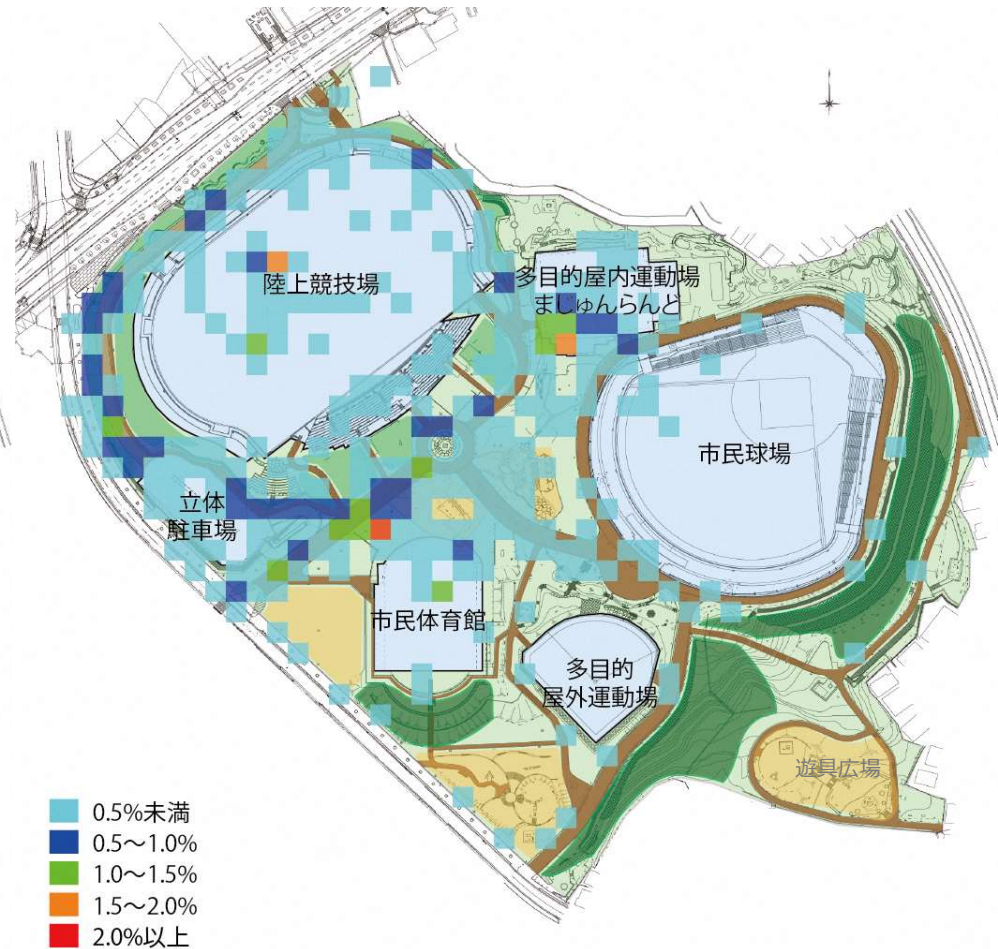 陸上競技場
多目的屋内運動場
まじゅんらんど
市民球場
立体
駐車場
市民体育館
多目的
屋外運動場
遊具広場
0.5%未満
0.5～1.0%
1.0～1.5%
1.5～2.0%
2.0%以上